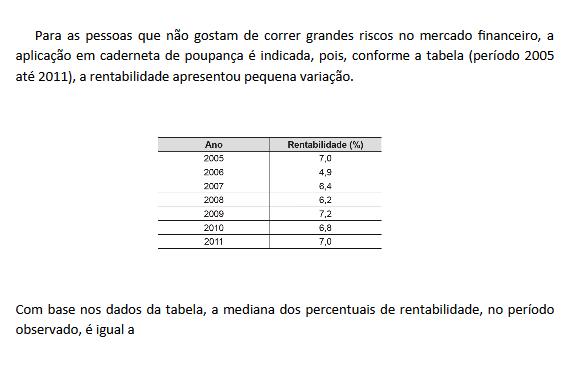 Para as pessoas que não gostam de correr grandes riscos no mercado financeiro, a
aplicação em caderneta de poupança é indicada, pois, conforme a tabela (período 2005
até 2011), a rentabilidade apresentou pequena variação.
Ano Rentabilidade (%)
2005 7,0
2006 4,9
2007 6,4
2008 6,2
2009 7,2
2010 6,8
2011 7,0
Com base nos dados da tabela, a mediana dos percentuais de rentabilidade, no período
observado, é igual a